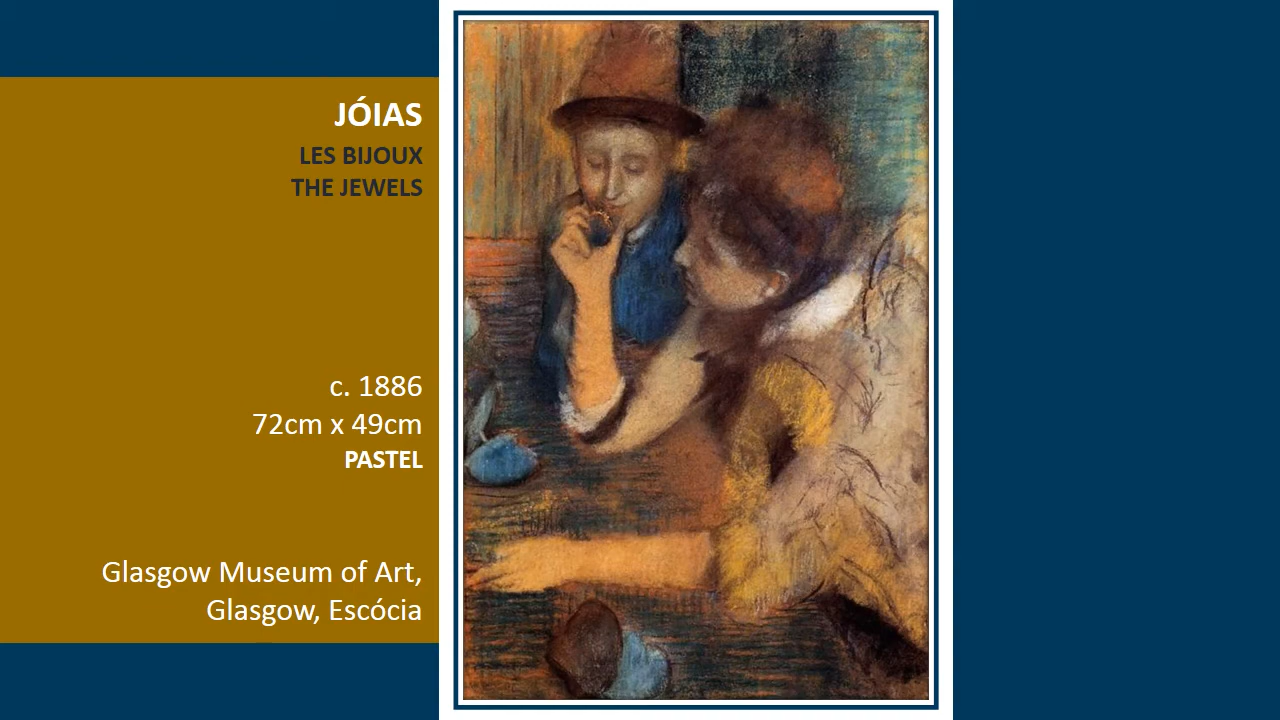 JÓIAS
LES BIJOUX
THE JEWELS
c. 1886
72cm x 49cm
PASTEL
Glasgow Museum of Art,
Glasgow, Escócia